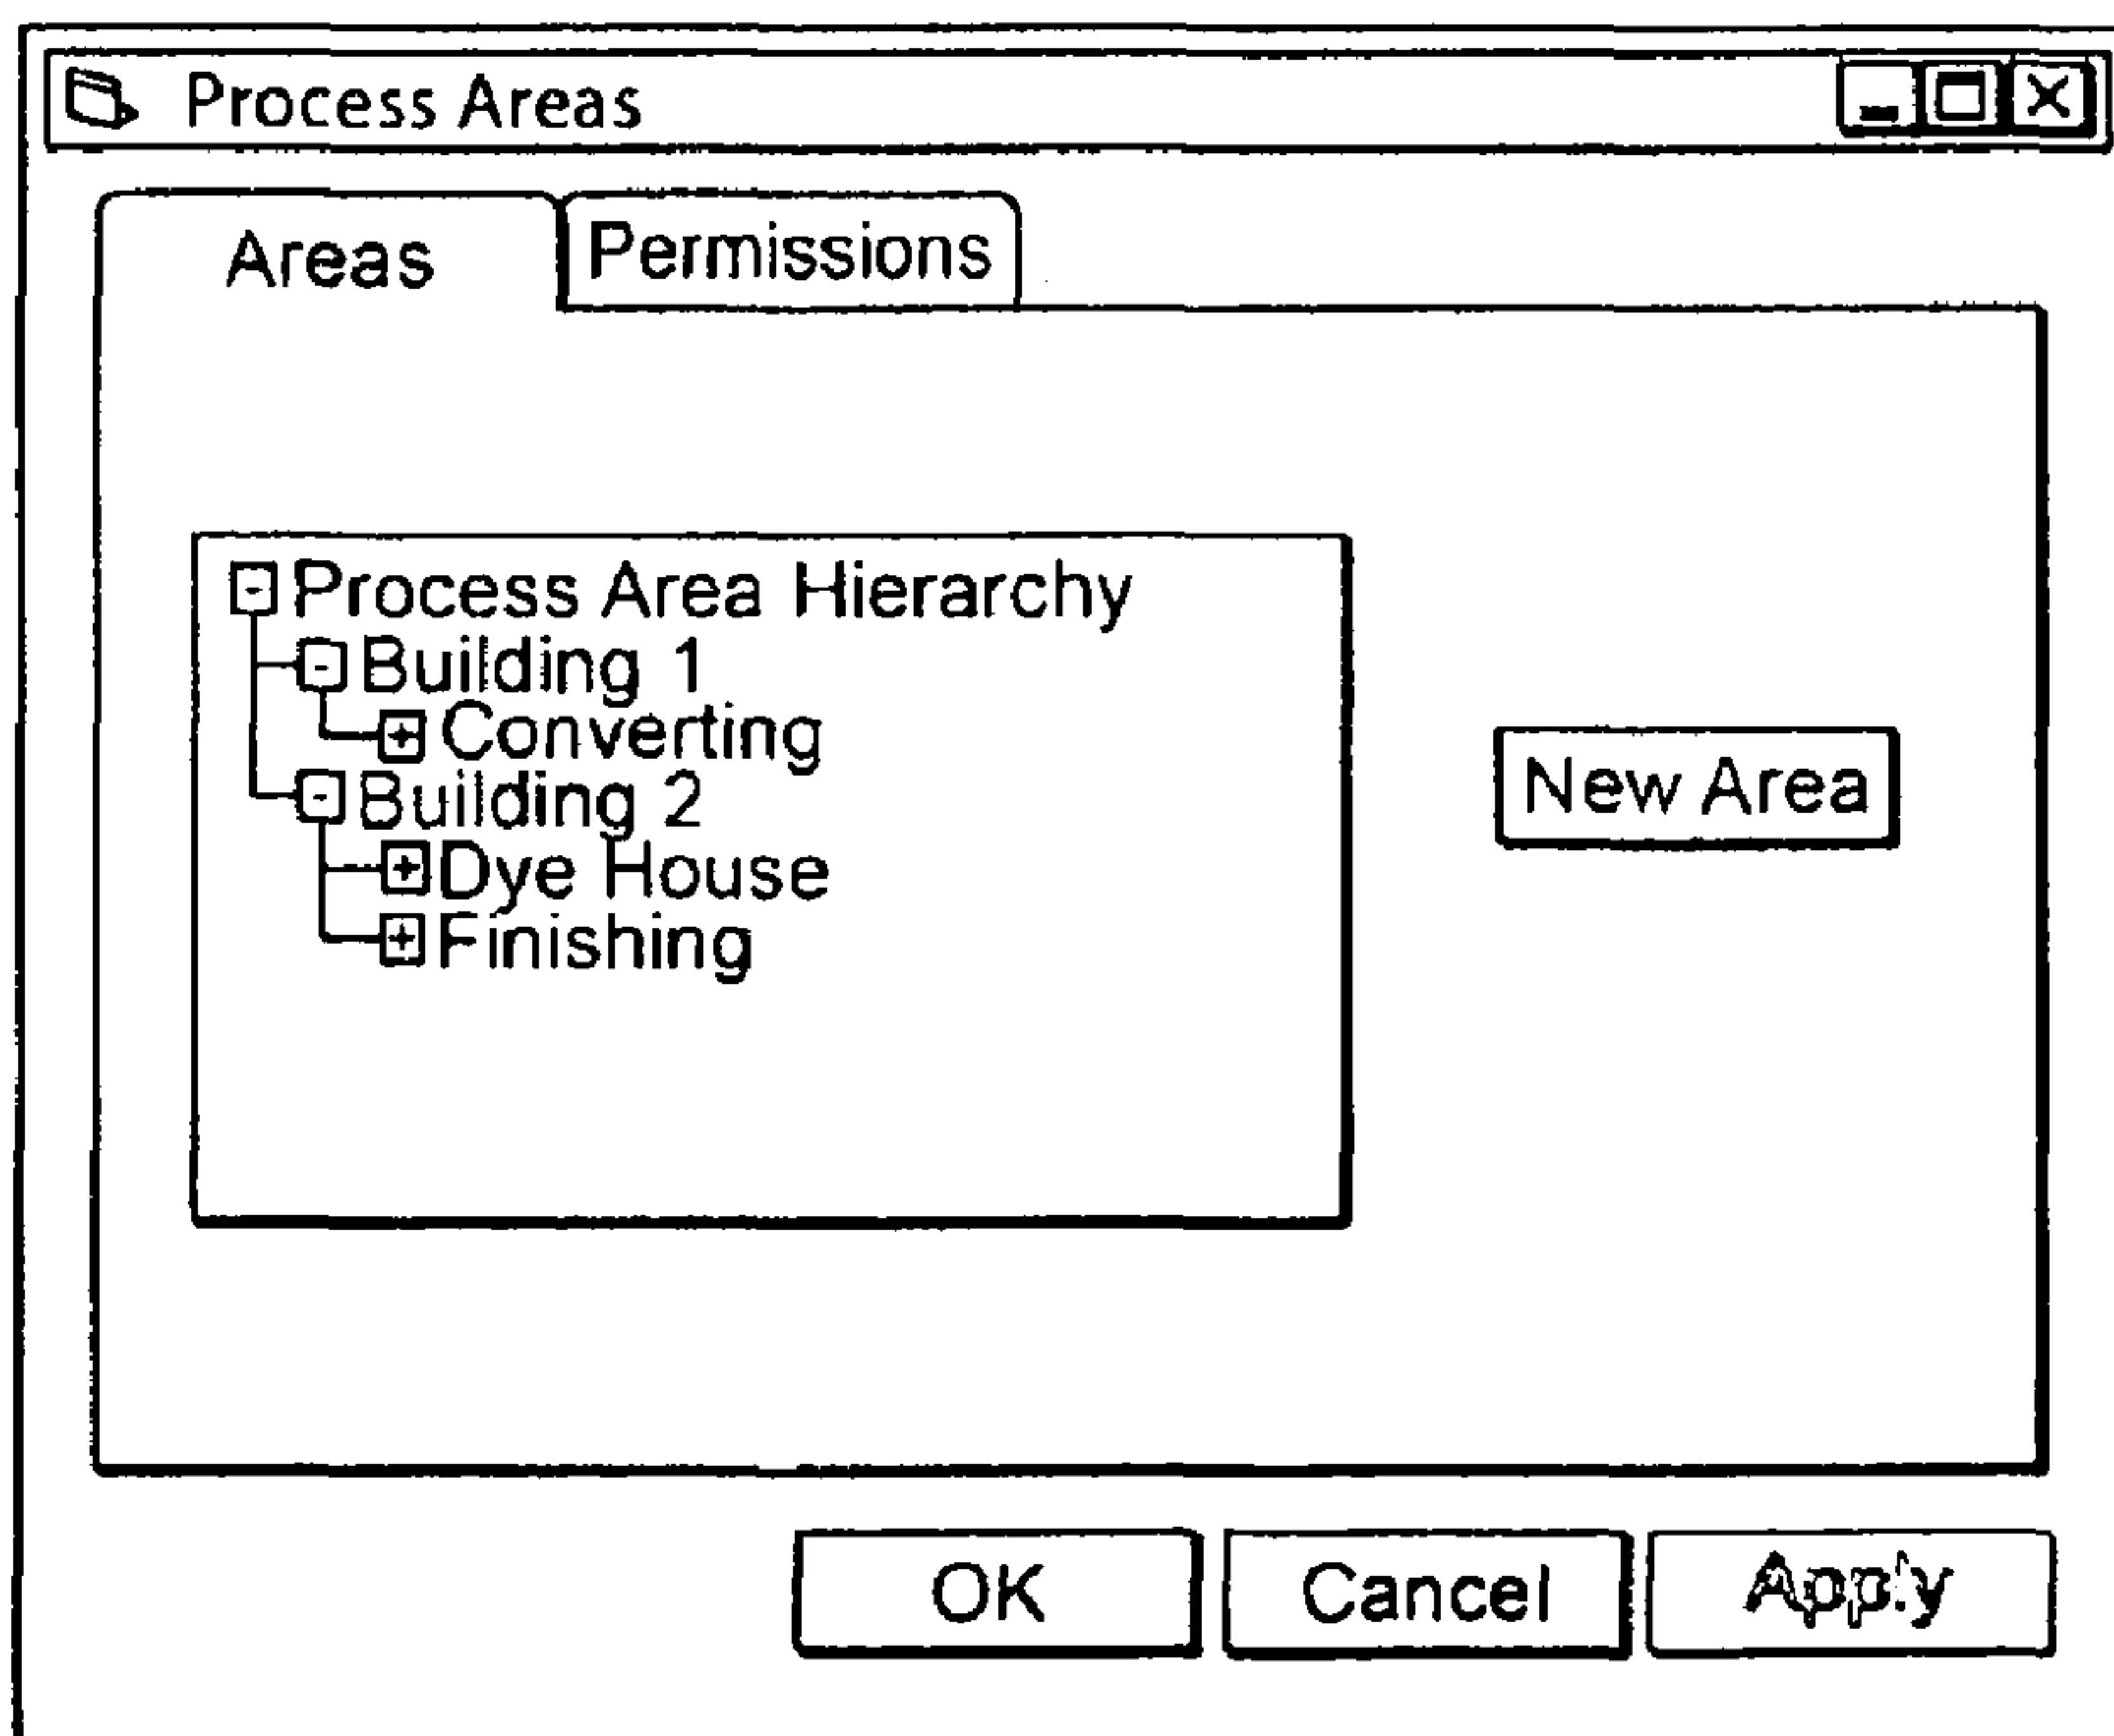 Process Areas
Areas
Permissions
Process Area Hierarchy
Building 1
Converting
Building 2
Dye House
Finishing
New Area
OK
Cancel
Apply